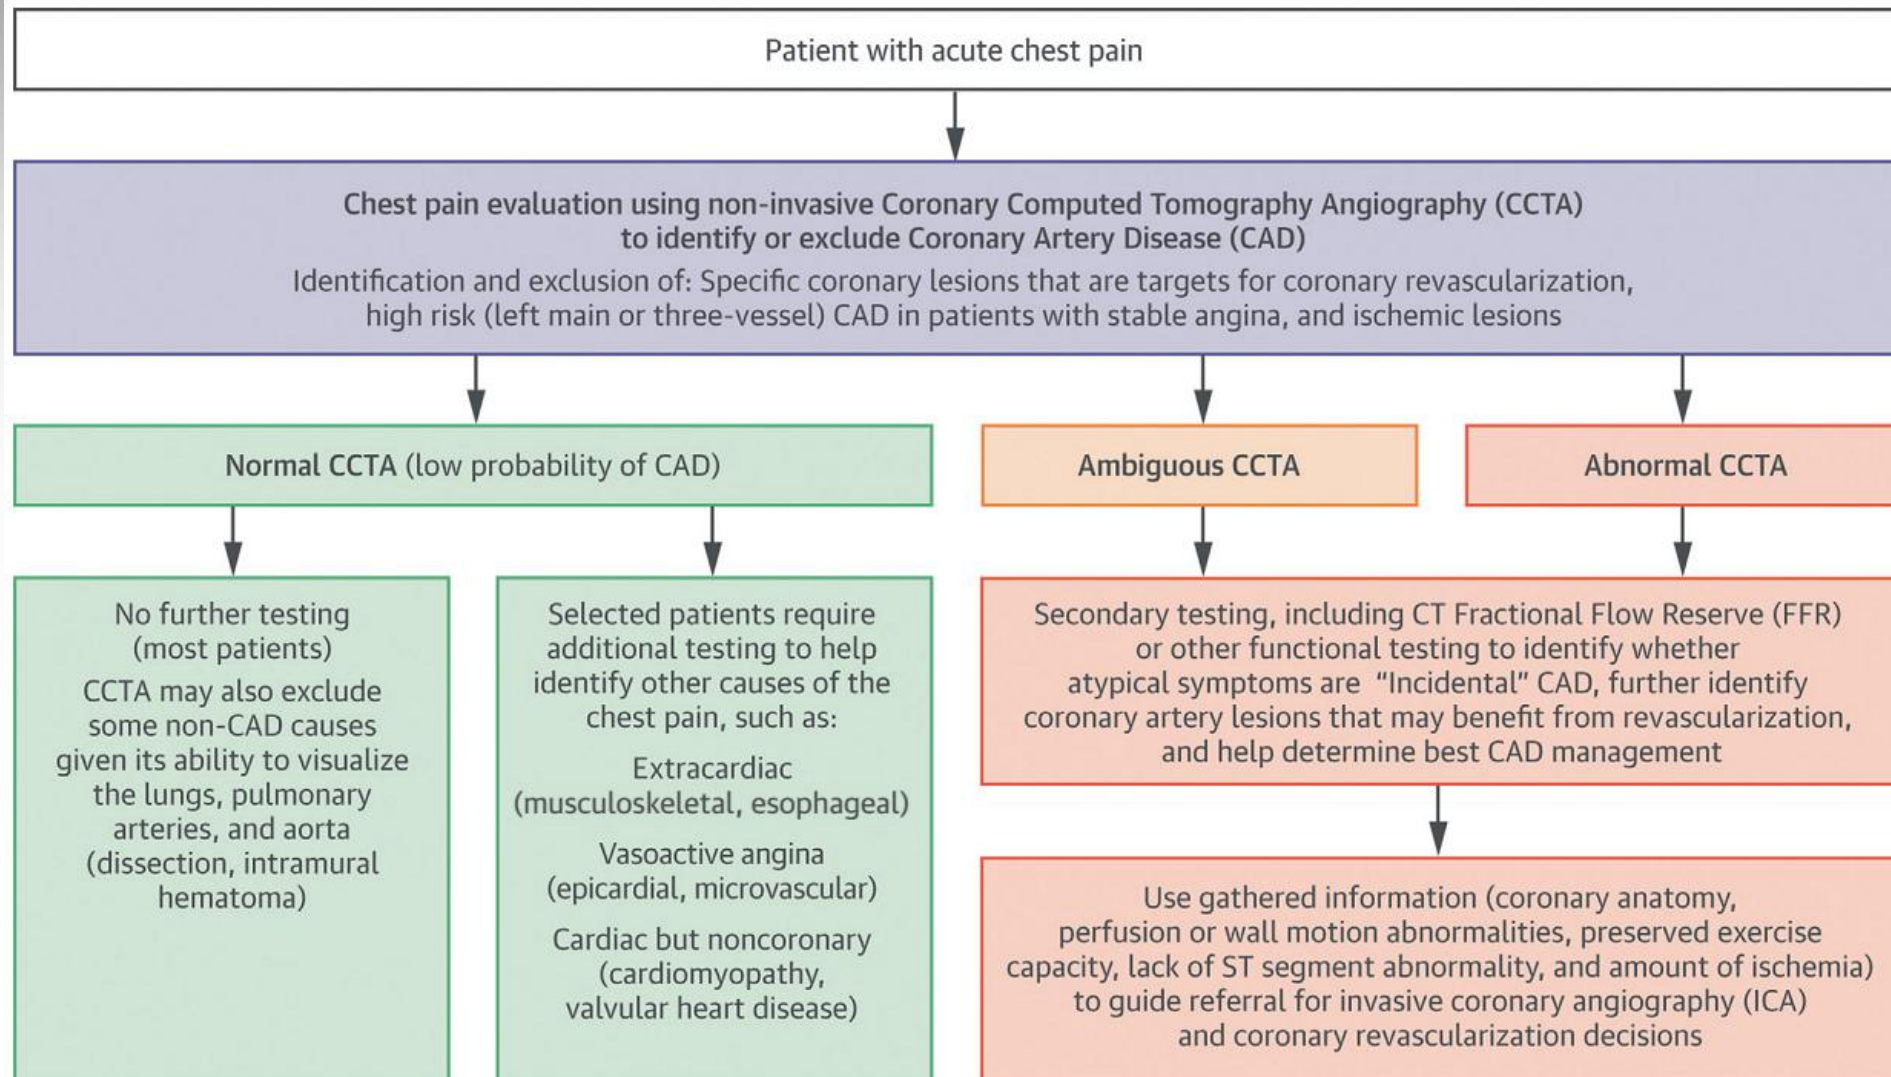 Patient with acute chest pain
Chest pain evaluation using non-invasive Coronary Computed Tomography Angiography (CCTA)
to identify or exclude Coronary Artery Disease (CAD)
Identification and exclusion of: Specific coronary lesions that are targets for coronary revascularization,
high risk (left main or three-vessel) CAD in patients with stable angina, and ischemic lesions
Normal CCTA (low probability of CAD)
Ambiguous CCTA
Abnormal CCTA
No further testing
(most patients)
CCTA may also exclude
some non-CAD causes
given its ability to visualize
the lungs, pulmonary
arteries, and aorta
(dissection, intramural
hematoma)
Selected patients require
additional testing to help
identify other causes of the
chest pain, such as:
Extracardiac
(musculoskeletal, esophageal)
Vasoactive angina
(epicardial, microvascular)
Cardiac but noncoronary
(cardiomyopathy,
valvular heart disease)
Secondary testing, including CT Fractional Flow Reserve (FFR)
or other functional testing to identify whether
atypical symptoms are “Incidental” CAD, further identify
coronary artery lesions that may benefit from revascularization,
and help determine best CAD management
Use gathered information (coronary anatomy,
perfusion or wall motion abnormalities, preserved exercise
capacity, lack of ST segment abnormality, and amount of ischemia)
to guide referral for invasive coronary angiography (ICA)
and coronary revascularization decisions